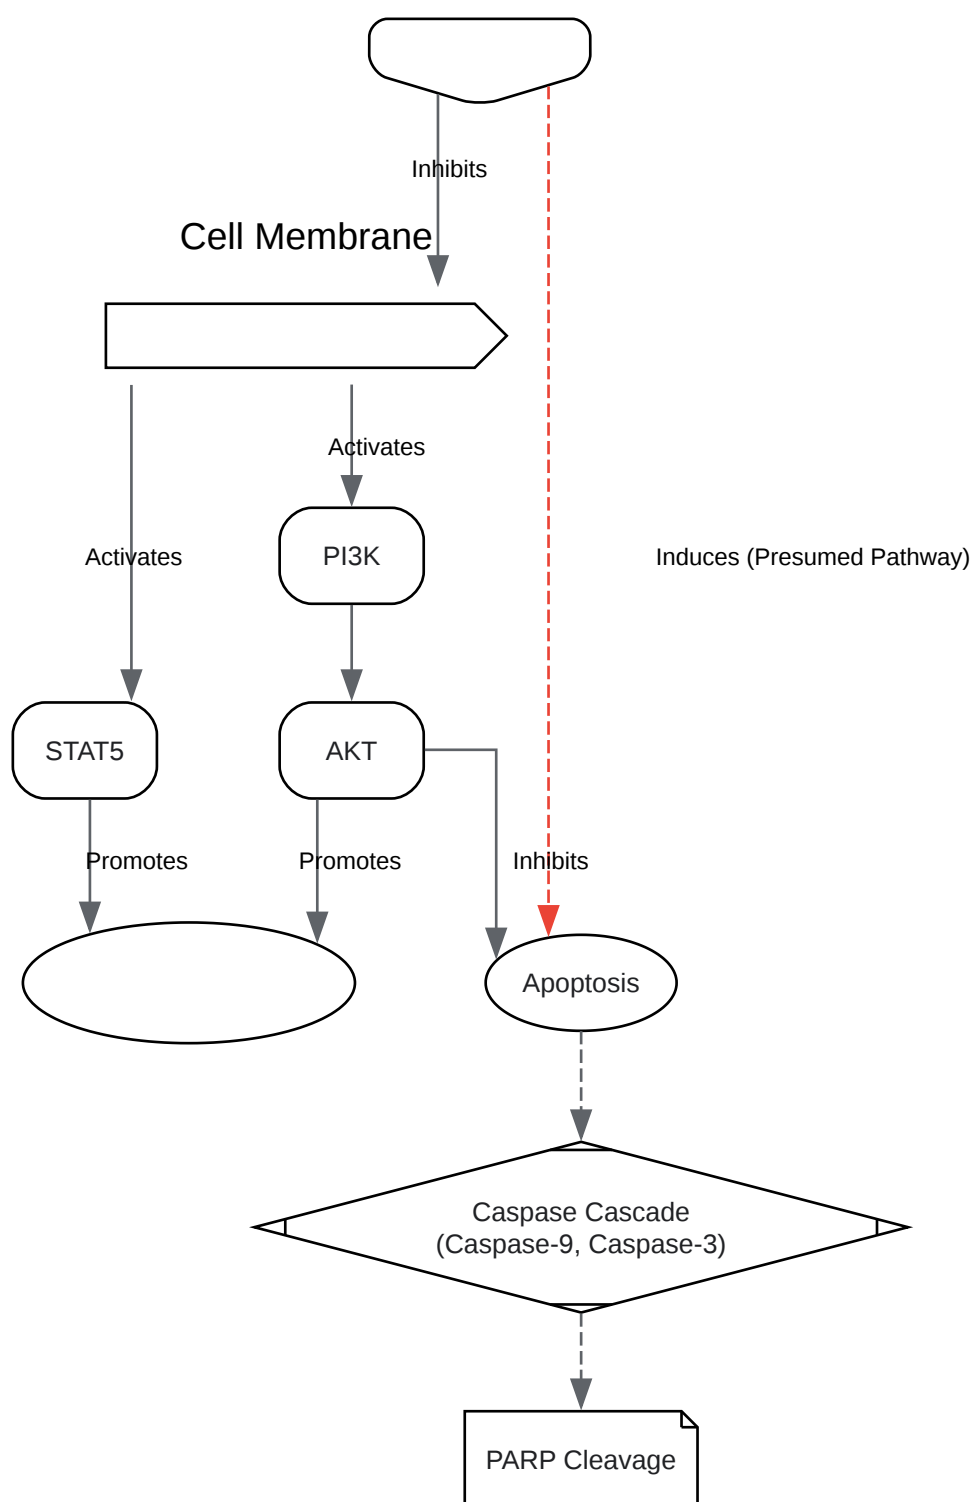 Inhibits
Cell Membrane
Activates
Activates
PI3K
Induces (Presumed Pathway)
STAT5
AKT
Promotes
Promotes
Inhibits
Apoptosis
Caspase Cascade
(Caspase-9, Caspase-3)
PARP Cleavage